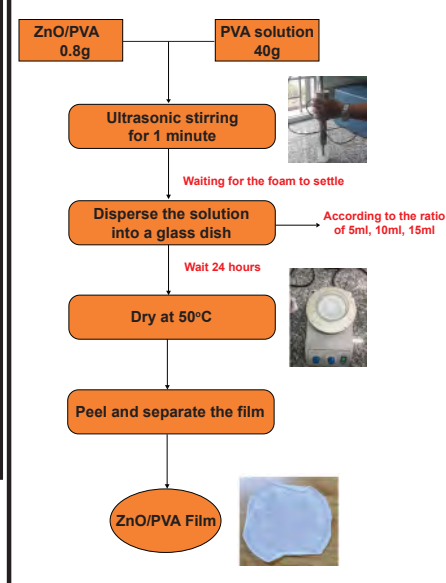 ZnO/PVA
0.8g
PVA solution
40g
Ultrasonic stirring
for 1 minute
Waiting for the foam to settle
Disperse the solution
into a glass dish
According to the ratio
of 5ml, 10ml, 15ml
Wait 24 hours
Dry at 50°C
Peel and separate the film
ZnO/PVA Film